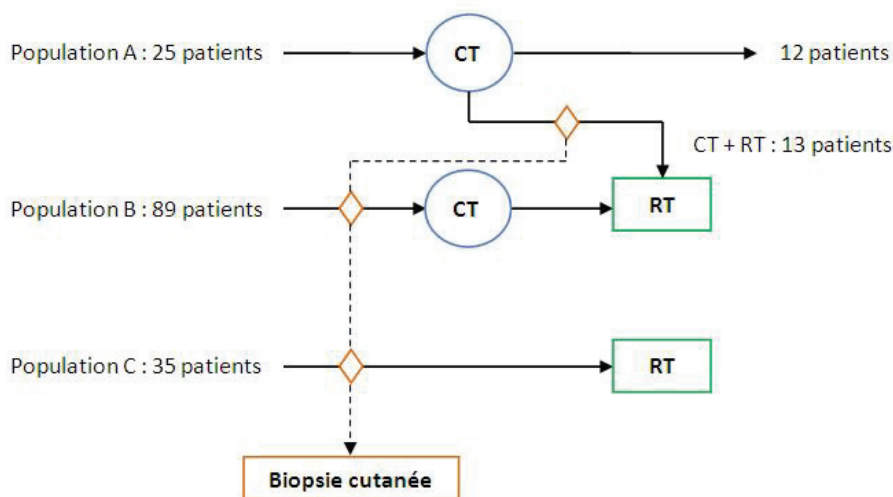 Population A : 25 patients
CT
12 patients
CT + RT : 13 patients
Population B : 89 patients
CT
RT
Population C : 35 patients
RT
Biopsie cutanée